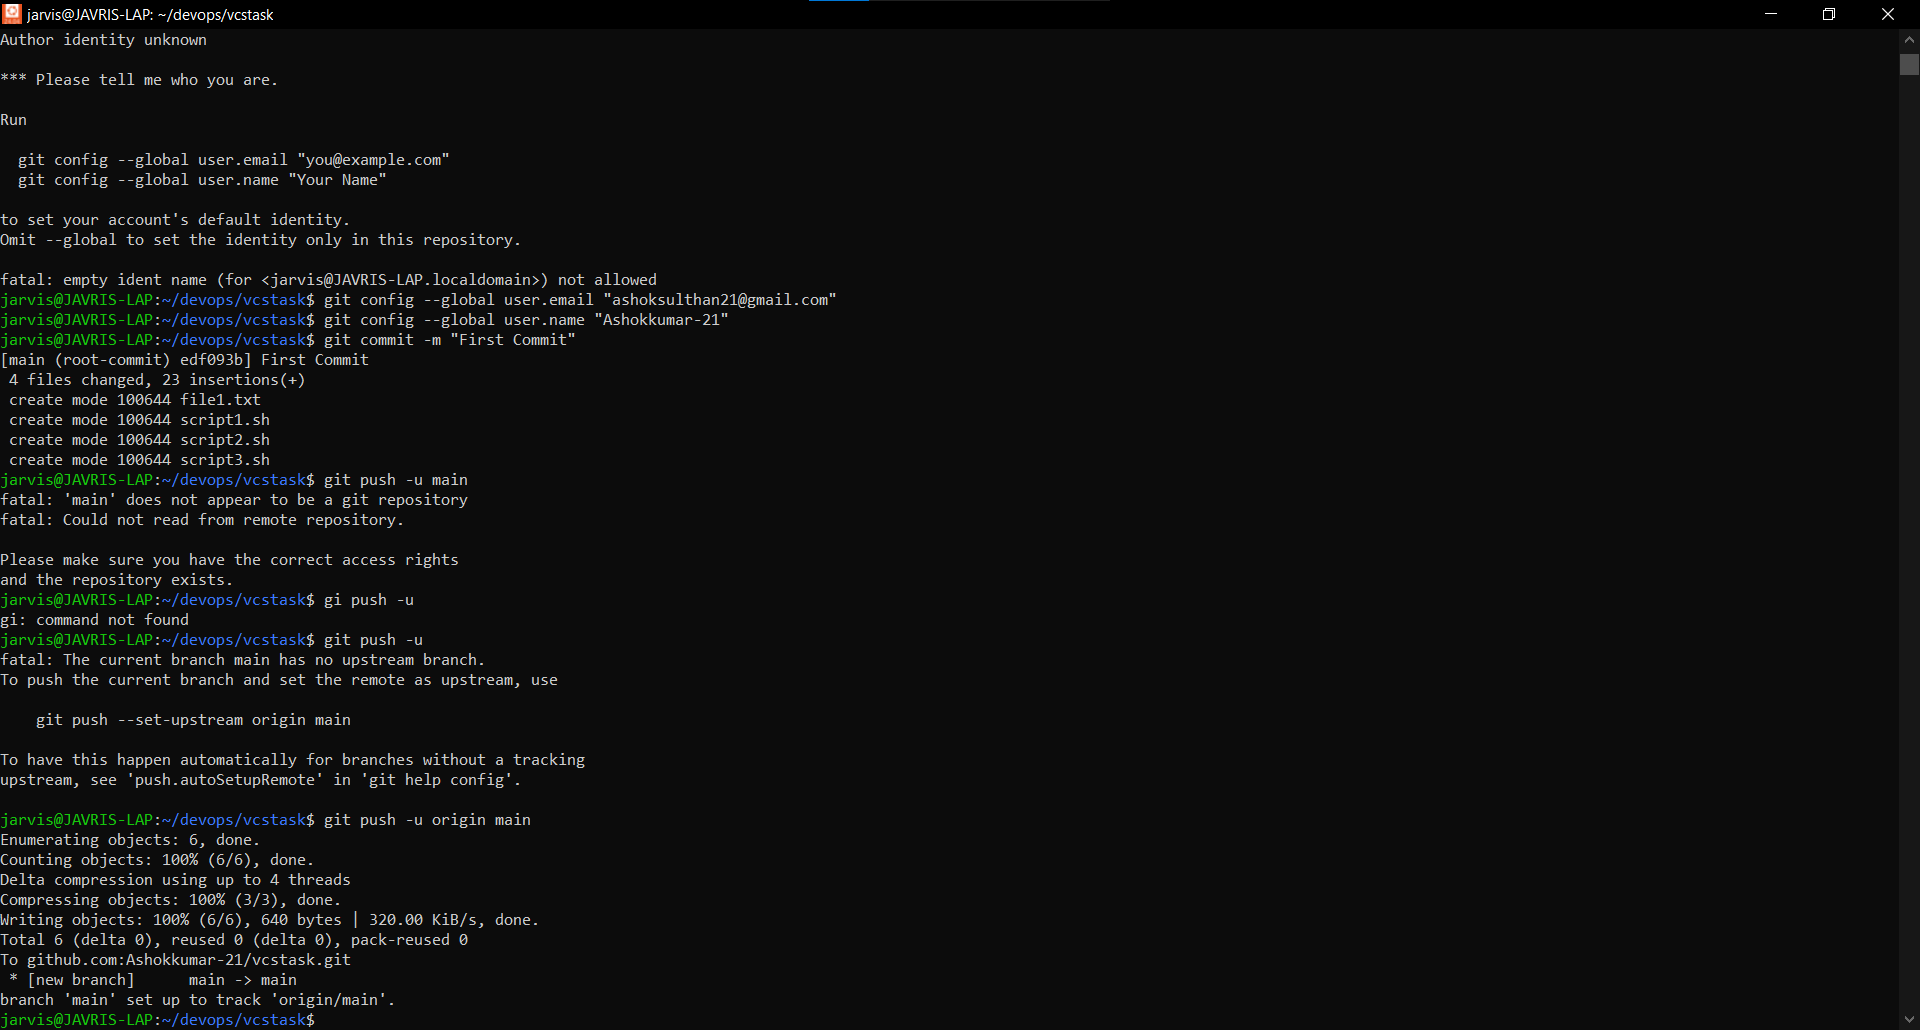 jarvis@JAVRIS-LAP: ~/devops/vcstask
Author identity unknown
*** Please tell me who you are.
Run
  git config --global user.email "you@example.com"
  git config --global user.name "Your Name"
to set your account's default identity.
Omit --global to set the identity only in this repository.
fatal: empty ident name (for <jarvis@JAVRIS-LAP.localdomain>) not allowed
jarvis@JAVRIS-LAP:~/devops/vcstask$ git config --global user.email "ashoksulthan21@gmail.com"
jarvis@JAVRIS-LAP:~/devops/vcstask$ git config --global user.name "Ashokkumar-21"
jarvis@JAVRIS-LAP:~/devops/vcstask$ git commit -m "First Commit"
[main (root-commit) edf093b] First Commit
 4 files changed, 23 insertions(+)
 create mode 100644 file1.txt
 create mode 100644 script1.sh
 create mode 100644 script2.sh
 create mode 100644 script3.sh
jarvis@JAVRIS-LAP:~/devops/vcstask$ git push -u main
fatal: 'main' does not appear to be a git repository
fatal: Could not read from remote repository.
Please make sure you have the correct access rights
and the repository exists.
jarvis@JAVRIS-LAP:~/devops/vcstask$ gi push -u
gi: command not found
jarvis@JAVRIS-LAP:~/devops/vcstask$ git push -u
fatal: The current branch main has no upstream branch.
To push the current branch and set the remote as upstream, use
    git push --set-upstream origin main
To have this happen automatically for branches without a tracking
upstream, see 'push.autoSetupRemote' in 'git help config'.
jarvis@JAVRIS-LAP:~/devops/vcstask$ git push -u origin main
Enumerating objects: 6, done.
Counting objects: 100% (6/6), done.
Delta compression using up to 4 threads
Compressing objects: 100% (3/3), done.
Writing objects: 100% (6/6), 640 bytes | 320.00 KiB/s, done.
Total 6 (delta 0), reused 0 (delta 0), pack-reused 0
To github.com:Ashokkumar-21/vcstask.git
 * [new branch]      main -> main
branch 'main' set up to track 'origin/main'.
jarvis@JAVRIS-LAP:~/devops/vcstask$